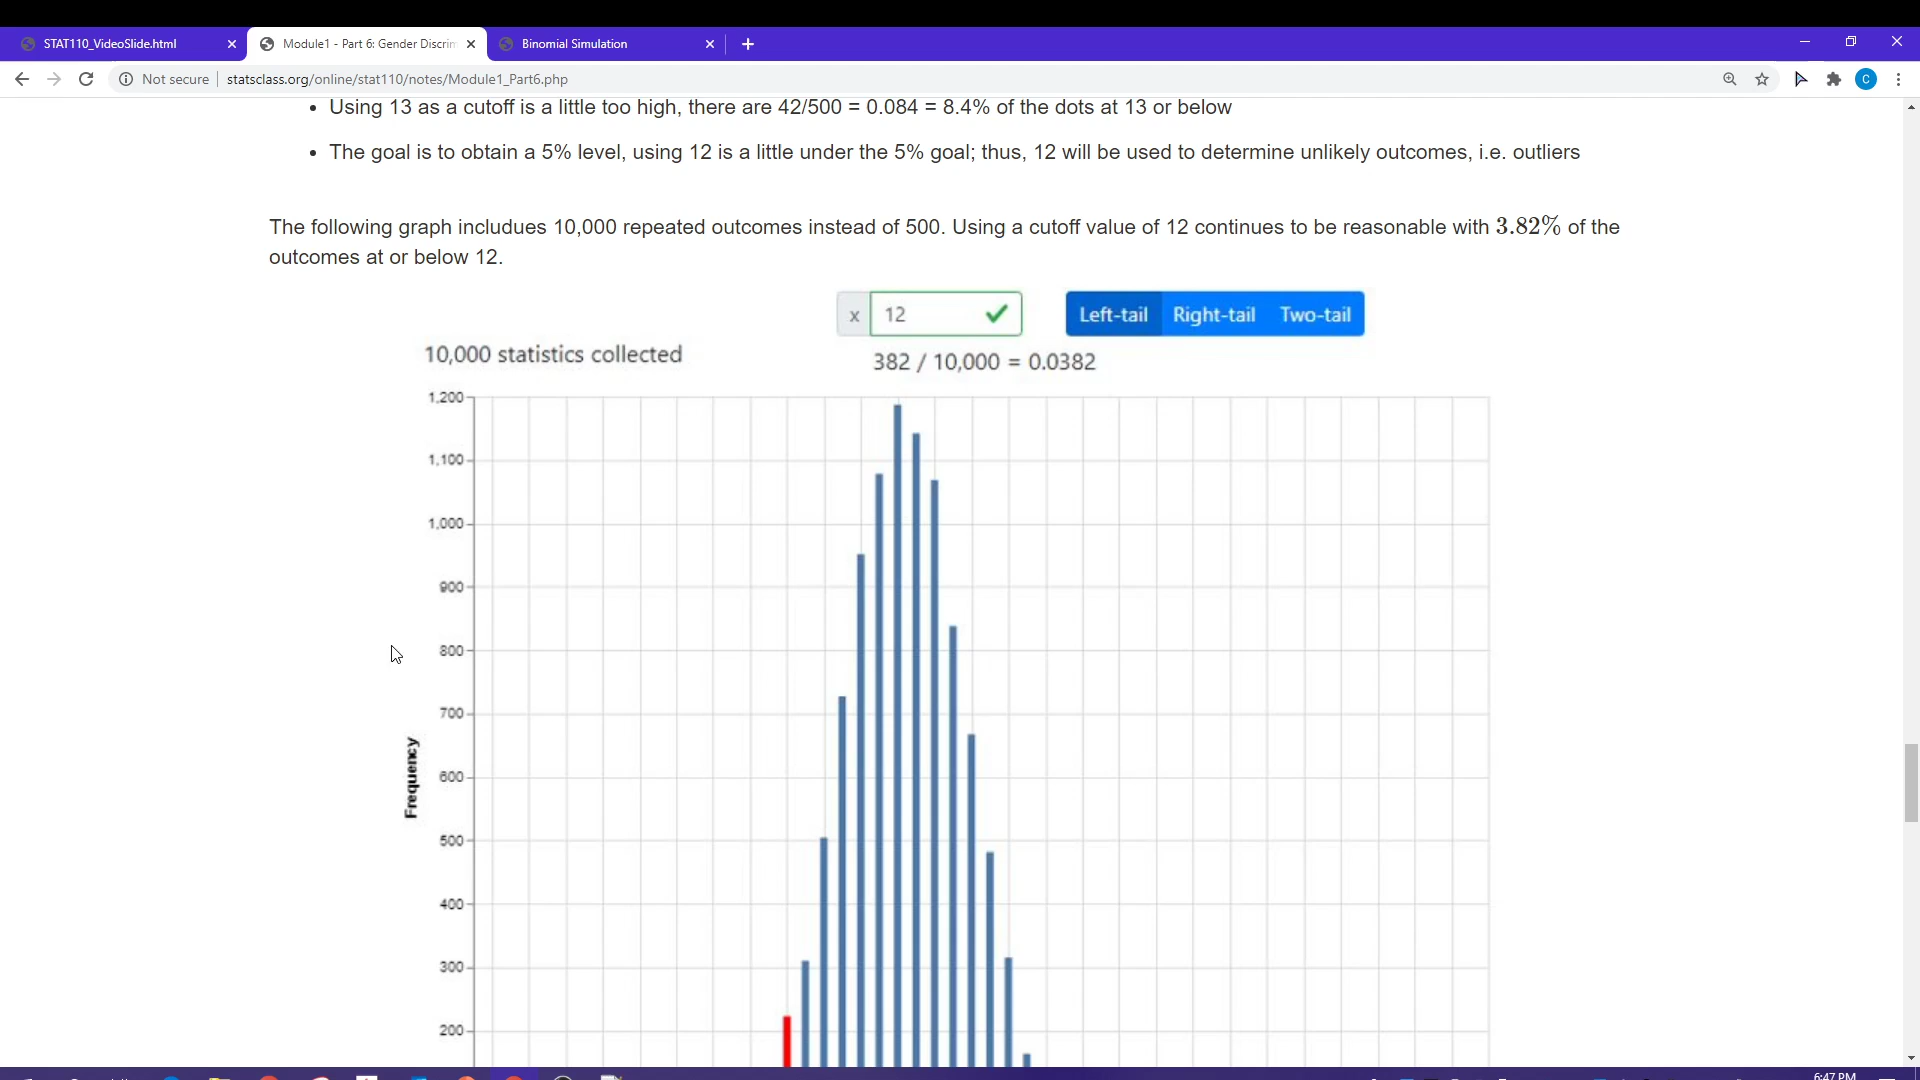 STAT110_VideoSlide.html
Module1 - Part 6: Gender Discrim
Binomial Simulation
Not secure
statsclass.org/online/stat110/notes/Module1_Part6.php
C
• Using 13 as a cutoff is a little too high, there are 42/500 = 0.084 = 8.4% of the dots at 13 or below
• The goal is to obtain a 5% level, using 12 is a little under the 5% goal; thus, 12 will be used to determine unlikely outcomes, i.e. outliers
The following graph includues 10,000 repeated outcomes instead of 500. Using a cutoff value of 12 continues to be reasonable with 3.82% of the
outcomes at or below 12.
x 12
Left-tail Right-tail Two-tail
10,000 statistics collected
382 / 10,000 = 0.0382
1,200
1,100
1,000
900
800
700
600
500
400
300
200
Frequency
6:47 PM